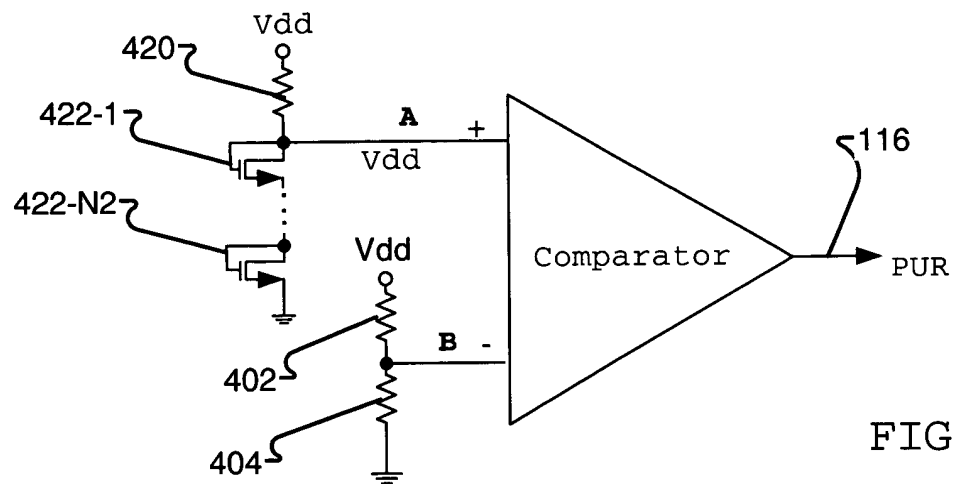 Vdd
420
422-1
A
+
116
Vdd
422-N2
Vdd
Comparator
PUR
B -
402
404
FIG